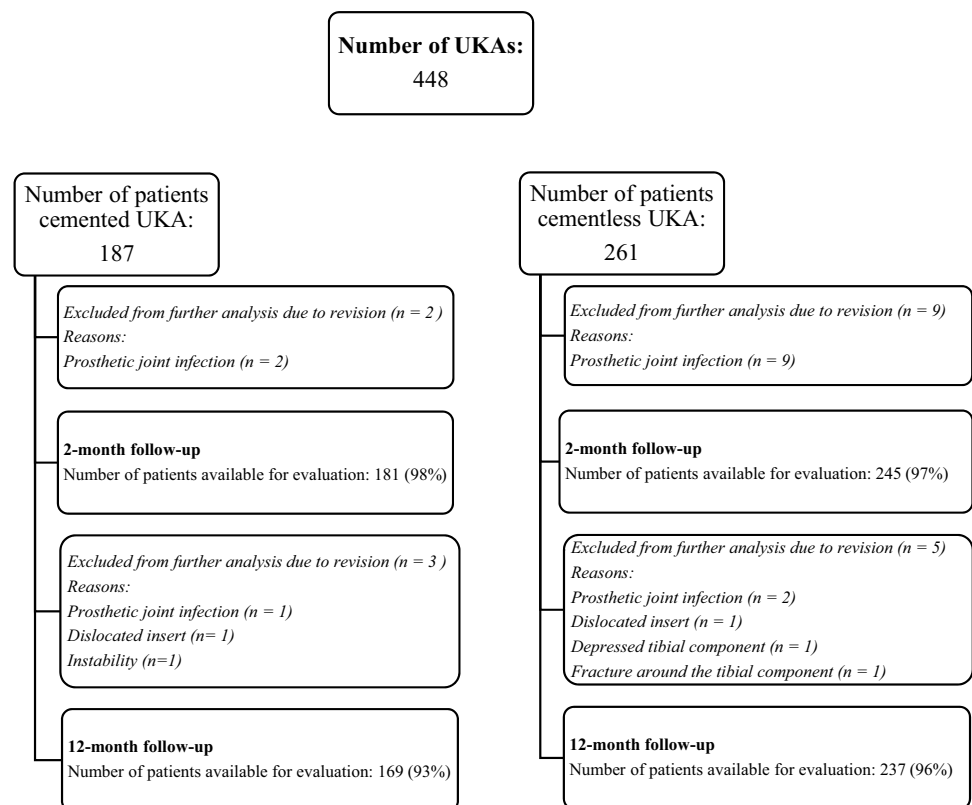 Number of UKAs:
448
Number of patients
cemented UKA:
187
Excluded from further analysis due to revision (n = 2 )
Reasons:
Prosthetic joint infection (n = 2)
2-month follow-up
Number of patients available for evaluation: 181 (98%)
Excluded from further analysis due to revision (n = 3 )
Reasons:
Prosthetic joint infection (n = 1)
Dislocated insert (n= 1)
Instability (n=1)
12-month follow-up
Number of patients available for evaluation: 169 (93%)
Number of patients
cementless UKA:
261
Excluded from further analysis due to revision (n = 9)
Reasons:
Prosthetic joint infection (n = 9)
2-month follow-up
Number of patients available for evaluation: 245 (97%)
Excluded from further analysis due to revision (n = 5)
Reasons:
Prosthetic joint infection (n = 2)
Dislocated insert (n = 1)
Depressed tibial component (n = 1)
Fracture around the tibial component (n = 1)
12-month follow-up
Number of patients available for evaluation: 237 (96%)